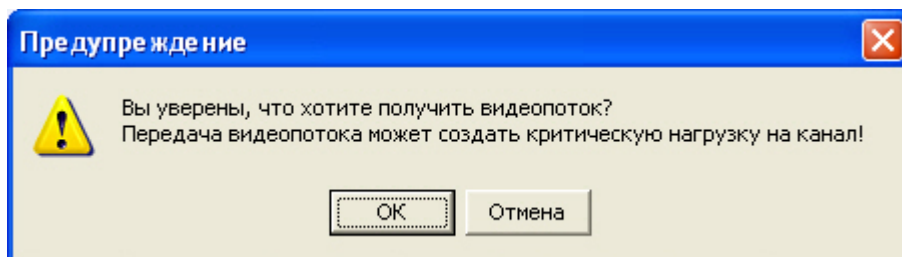 Предупреждение
Вы уверены, что хотите получить видеопоток?
Передача видеопотока может создать критическую нагрузку на канал!
ОК
Отмена